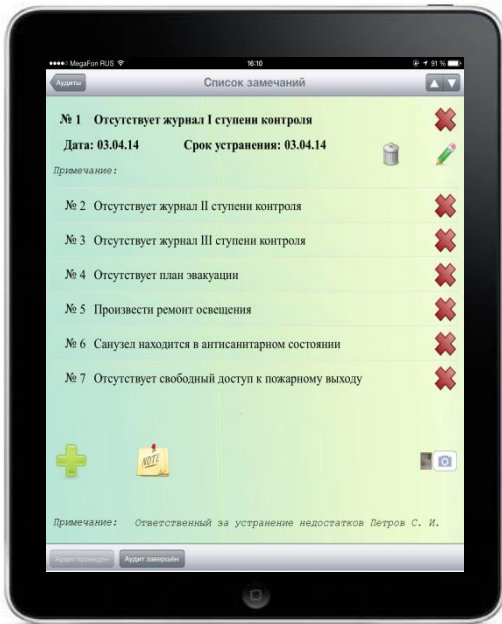 MegaFon RUS 16:10 91 %
Аудиты Список замечаний
№ 1 Отсутствует журнал I ступени контроля
Дата: 03.04.14 Срок устранения: 03.04.14
Примечание:
№ 2 Отсутствует журнал II ступени контроля
№ 3 Отсутствует журнал III ступени контроля
№ 4 Отсутствует план эвакуации
№ 5 Произвести ремонт освещения
№ 6 Санузел находится в антисанитарном состоянии
№ 7 Отсутствует свободный доступ к пожарному выходу
NOTE
Примечание: Ответственный за устранение недостатков Петров С. И.
Аудит проведён Аудит завершён